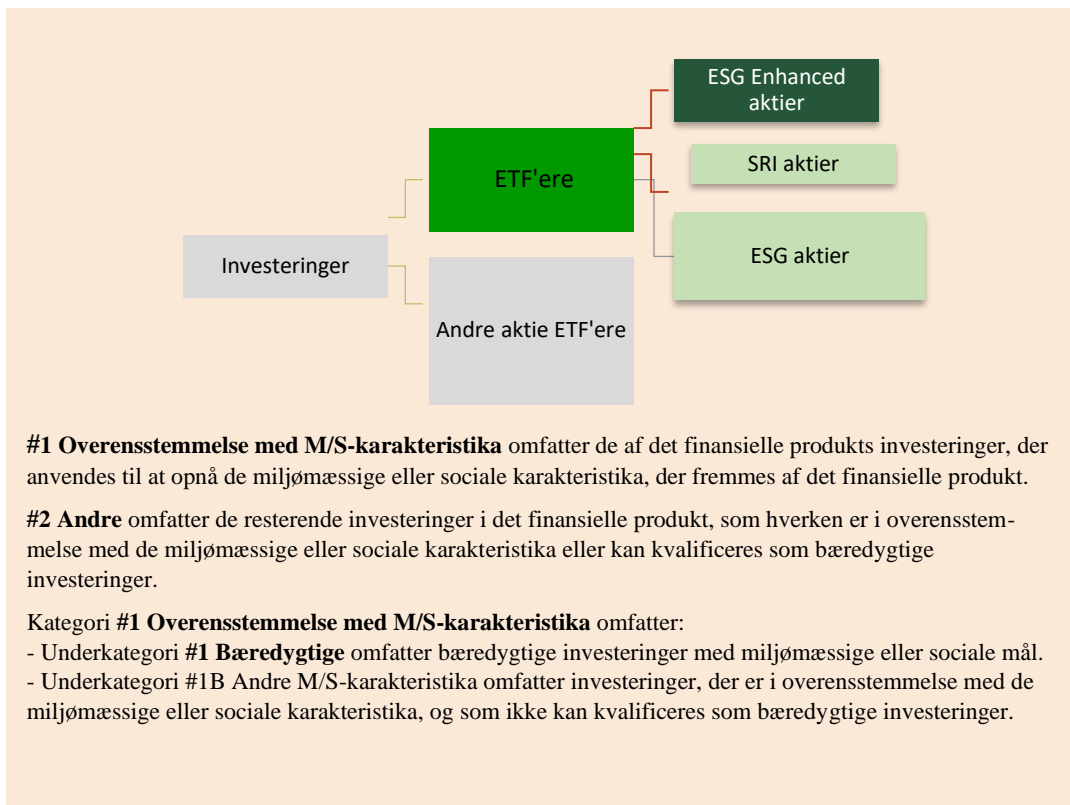 ESG Enhanced
aktier
ETF'ere
SRI aktier
Investeringer
ESG aktier
Andre aktie ETF'ere
#1 Overensstemmelse med M/S-karakteristika omfatter de af det finansielle produkts investeringer, der
anvendes til at opnå de miljømæssige eller sociale karakteristika, der fremmes af det finansielle produkt.
#2 Andre omfatter de resterende investeringer i det finansielle produkt, som hverken er i overensstem-
melse med de miljømæssige eller sociale karakteristika eller kan kvalificeres som bæredygtige
investeringer.
Kategori #1 Overensstemmelse med M/S-karakteristika omfatter:
- Underkategori #1 Bæredygtige omfatter bæredygtige investeringer med miljømæssige eller sociale mål.
- Underkategori #1B Andre M/S-karakteristika omfatter investeringer, der er i overensstemmelse med de
miljømæssige eller sociale karakteristika, og som ikke kan kvalificeres som bæredygtige investeringer.